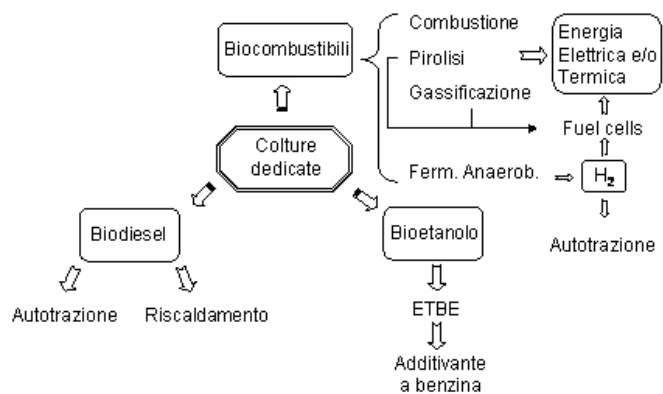 Combustione
Biocombustibili
Pirolisi
Gassificazione
Ferm. Anaerob.
Energia
Elettrica e/o
Termica
Fuel cells
H₂
Autotrazione
Colture
dedicate
Biodiesel
Autotrazione
Riscaldamento
Bioetanolo
ETBE
Additivante
a benzina